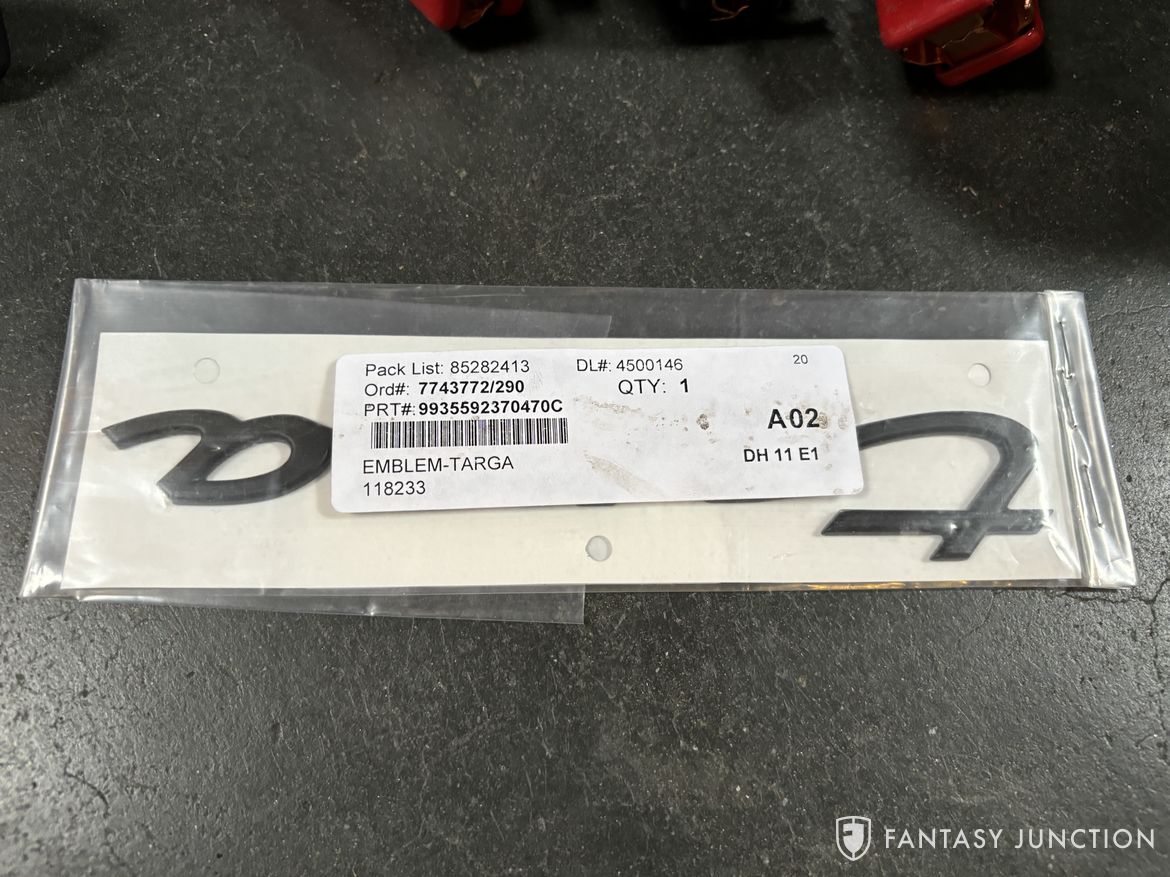 Pack List: 85282413 DL#: 4500146 20
Ord#: 7743772/290 QTY: 1
PRT#: 9935592370470C
A02
EMBLEM-TARGA DH 11 E1
118233
FANTASY JUNCTION